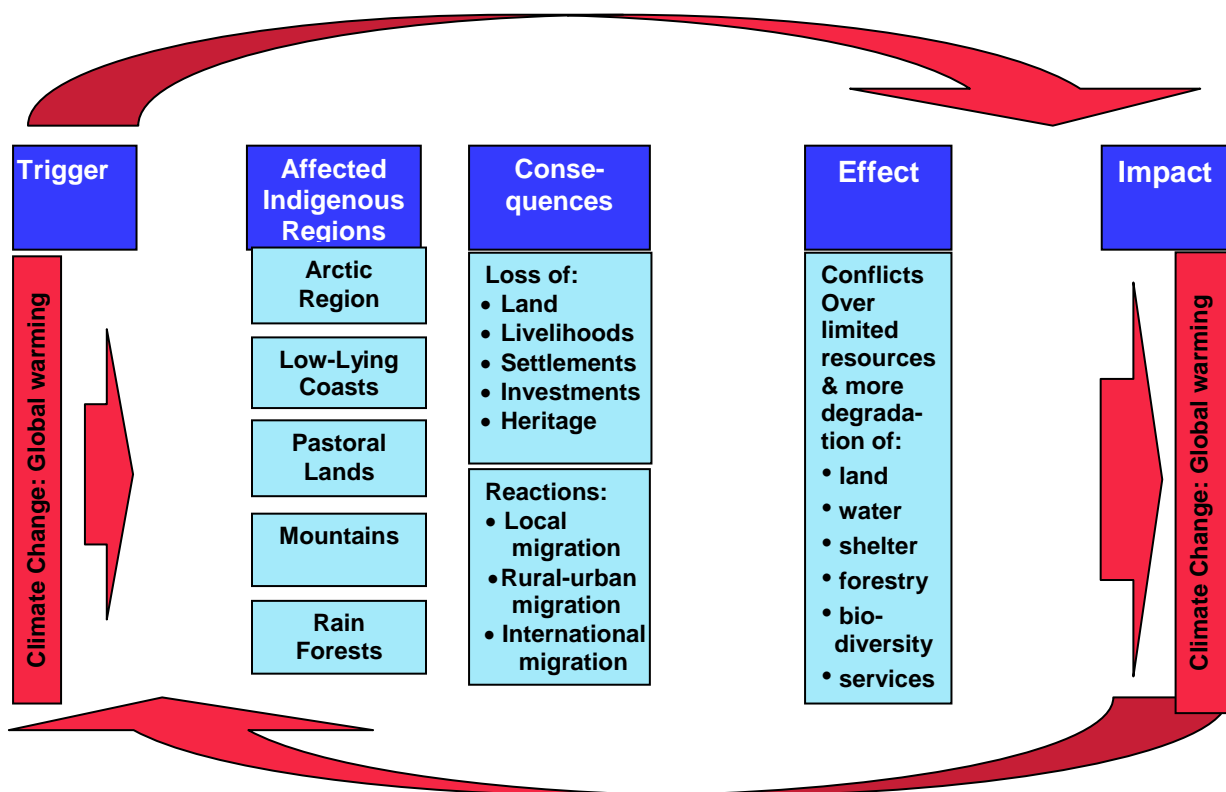 Trigger
Climate Change: Global warming
Affected
Indigenous
Regions
Arctic
Region
Low-Lying
Coasts
Pastoral
Lands
Mountains
Rain
Forests
Conse-
quences
Loss of:
• Land
• Livelihoods
• Settlements
• Investments
• Heritage
Reactions:
• Local
migration
• Rural-urban
migration
• International
migration
Effect
Conflicts
Over
limited
resources
& more
degrada-
tion of:
• land
• water
• shelter
• forestry
• bio-
diversity
• services
Impact
Climate Change: Global warming